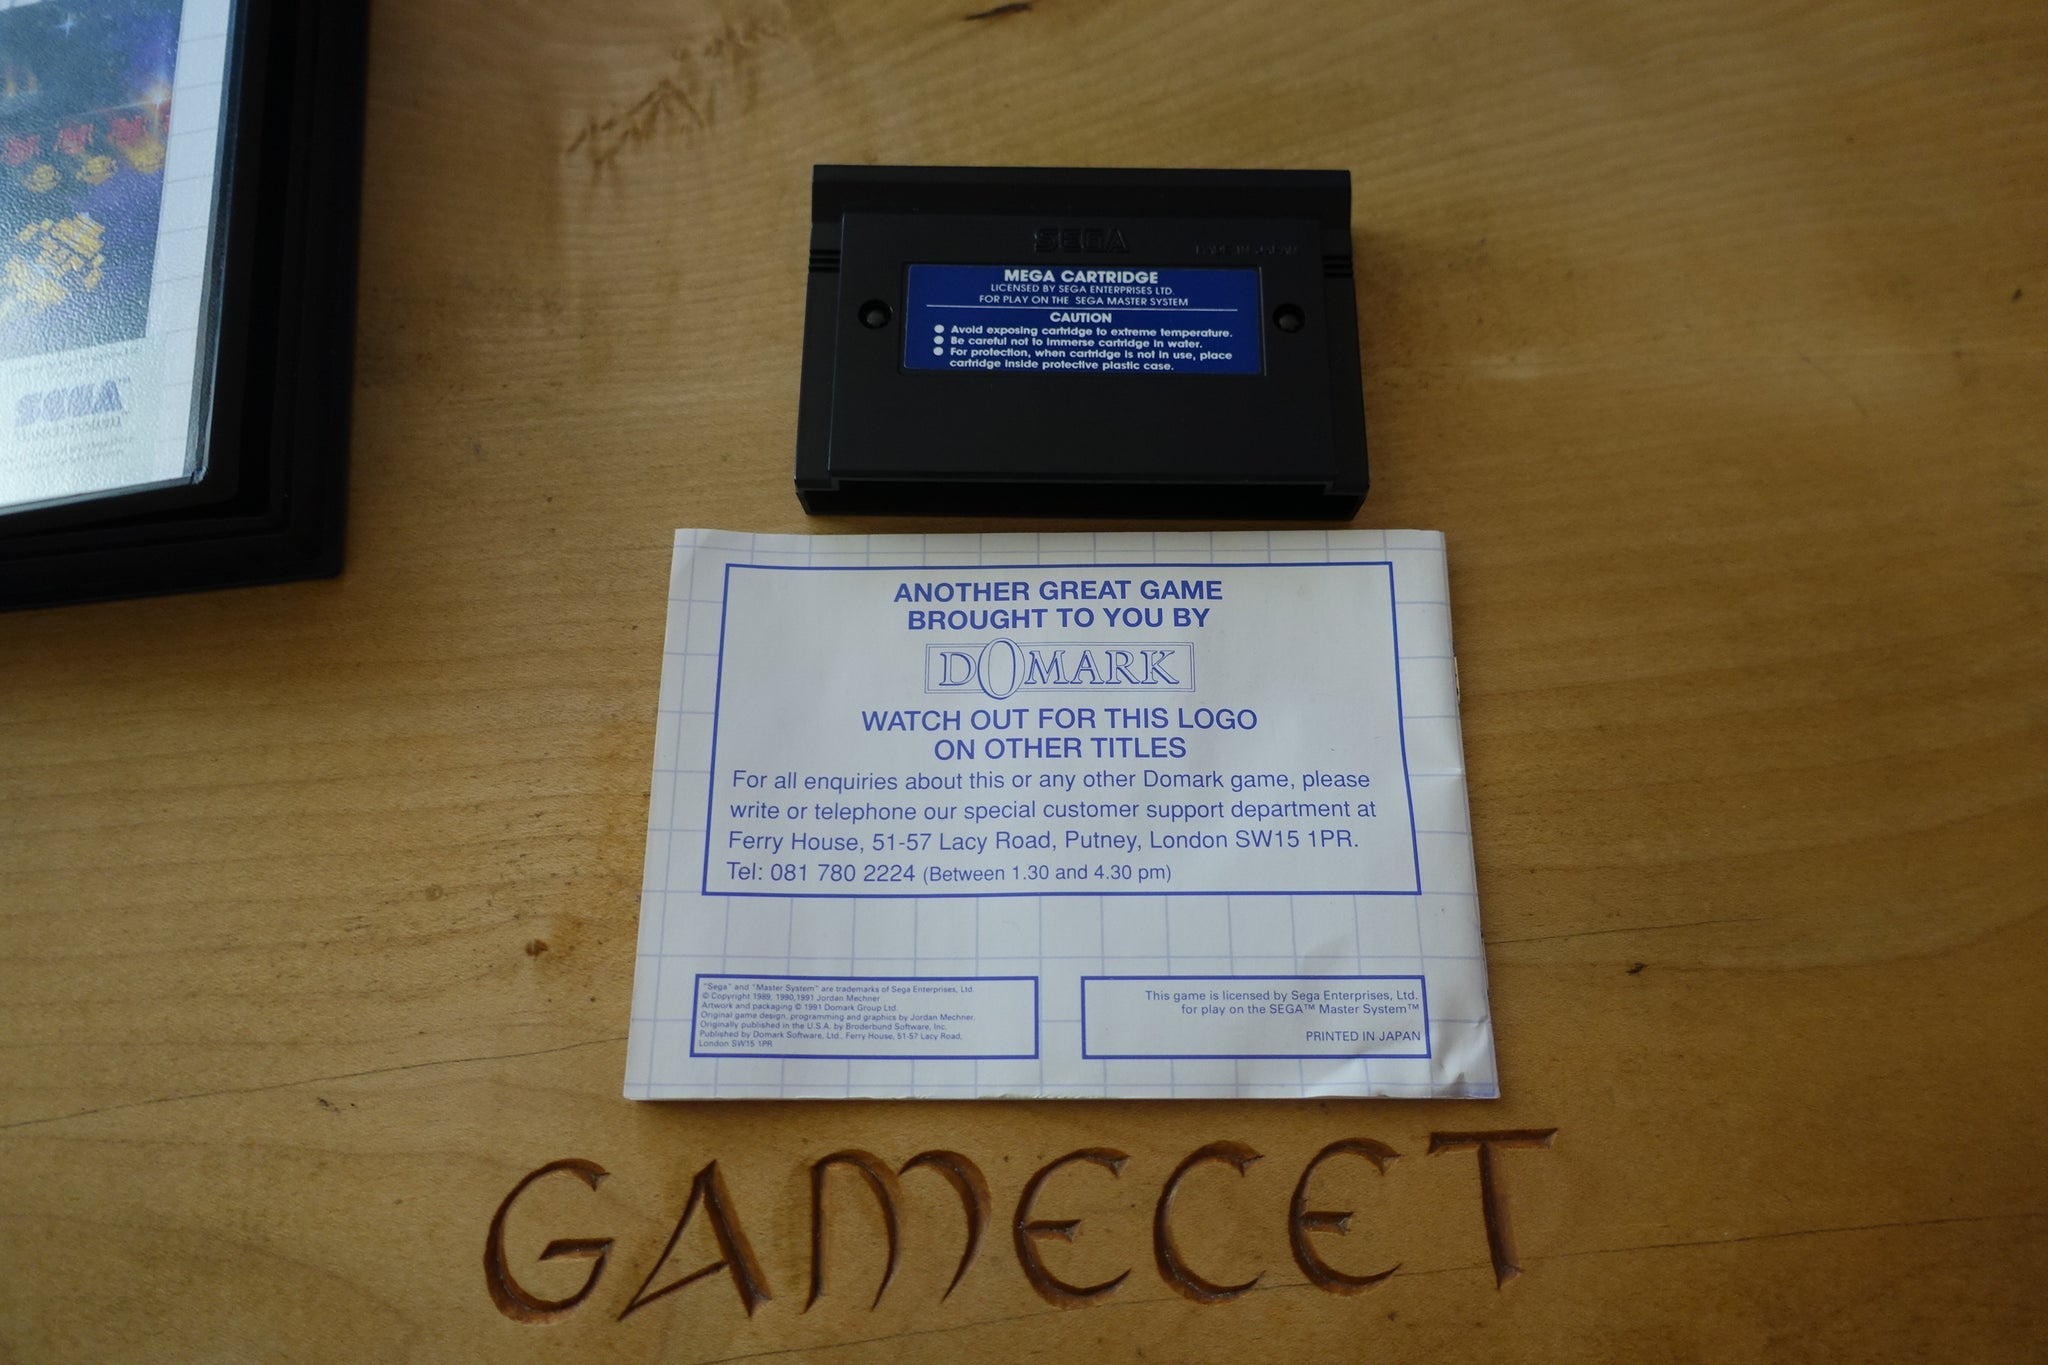 SEGA
SEGA
MADE IN JAPAN
MEGA CARTRIDGE
LICENSED BY SEGA ENTERPRISES LTD.
FOR PLAY ON THE SEGA MASTER SYSTEM
CAUTION
● Avoid exposing cartridge to extreme temperature.
● Be careful not to immerse cartridge in water.
● For protection, when cartridge is not in use, place
cartridge inside protective plastic case.
ANOTHER GREAT GAME
BROUGHT TO YOU BY
DOMARK
WATCH OUT FOR THIS LOGO
ON OTHER TITLES
For all enquiries about this or any other Domark game, please
write or telephone our special customer support department at
Ferry House, 51-57 Lacy Road, Putney, London SW15 1PR.
Tel: 081 780 2224 (Between 1.30 and 4.30 pm)
"Sega" and "Master System" are trademarks of Sega Enterprises, Ltd.
© Copyright 1989, 1990,1991 Jordan Mechner
Artwork and packaging © 1991 Domark Group Ltd.
Original game design, programming and graphics by Jordan Mechner.
Originally published in the U.S.A. by Broderbund Software, Inc.
Published by Domark Software, Ltd., Ferry House, 51-57 Lacy Road,
London SW15 1PR
This game is licensed by Sega Enterprises, Ltd.
for play on the SEGA™ Master System™
PRINTED IN JAPAN
GAMECET